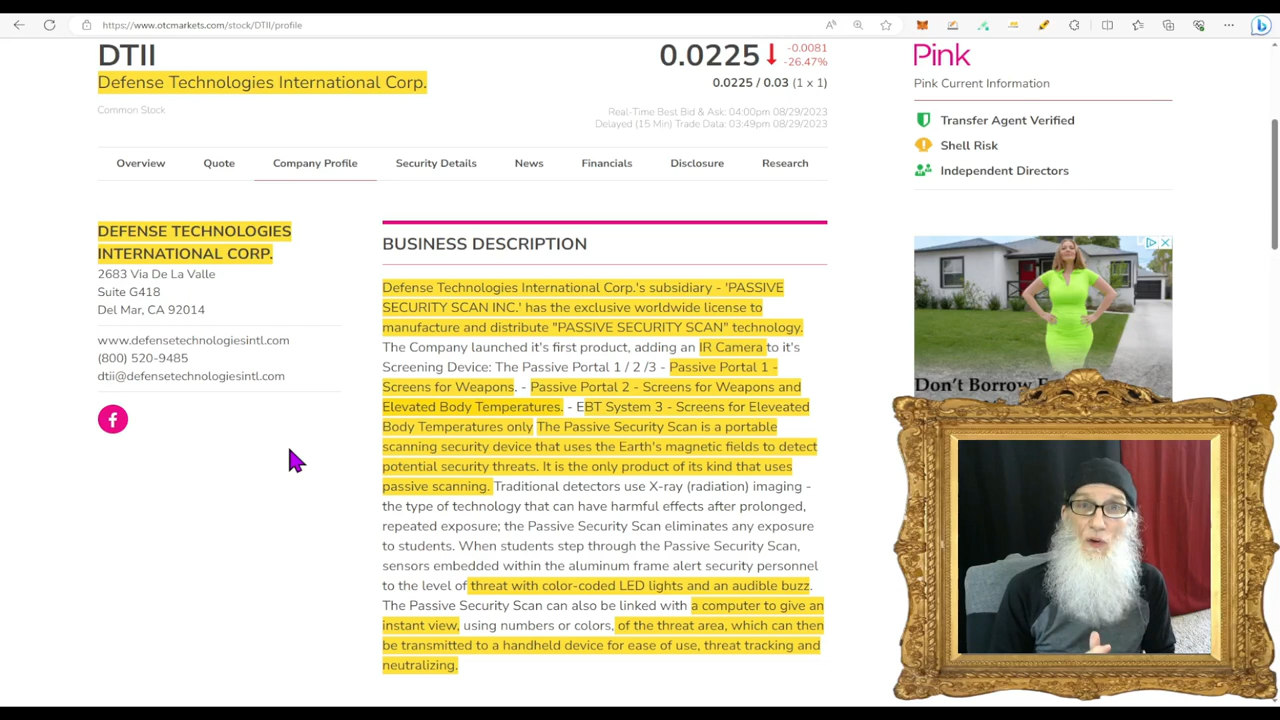 https://www.otcmarkets.com/stock/DTII/profile
DTII
0.0225 -0.0081
-26.47%
Defense Technologies International Corp.
0.0225 / 0.03 (1 x 1)
Common Stock
Real-Time Best Bid & Ask: 04:00pm 08/29/2023
Delayed (15 Min) Trade Data: 03:49pm 08/29/2023
Pink
Pink Current Information
Transfer Agent Verified
Shell Risk
Independent Directors
Overview Quote Company Profile Security Details News Financials Disclosure Research
DEFENSE TECHNOLOGIES
INTERNATIONAL CORP.
2683 Via De La Valle
Suite G418
Del Mar, CA 92014
www.defensetechnologiesintl.com
(800) 520-9485
dtii@defensetechnologiesintl.com
BUSINESS DESCRIPTION
Defense Technologies International Corp.'s subsidiary - 'PASSIVE
SECURITY SCAN INC.' has the exclusive worldwide license to
manufacture and distribute "PASSIVE SECURITY SCAN" technology.
The Company launched it's first product, adding an IR Camera to it's
Screening Device: The Passive Portal 1 / 2 /3 - Passive Portal 1 -
Screens for Weapons. - Passive Portal 2 - Screens for Weapons and
Elevated Body Temperatures. - EBT System 3 - Screens for Eleveated
Body Temperatures only The Passive Security Scan is a portable
scanning security device that uses the Earth's magnetic fields to detect
potential security threats. It is the only product of its kind that uses
passive scanning. Traditional detectors use X-ray (radiation) imaging -
the type of technology that can have harmful effects after prolonged,
repeated exposure; the Passive Security Scan eliminates any exposure
to students. When students step through the Passive Security Scan,
sensors embedded within the aluminum frame alert security personnel
to the level of threat with color-coded LED lights and an audible buzz.
The Passive Security Scan can also be linked with a computer to give an
instant view, using numbers or colors, of the threat area, which can then
be transmitted to a handheld device for ease of use, threat tracking and
neutralizing.
Don't Borrow